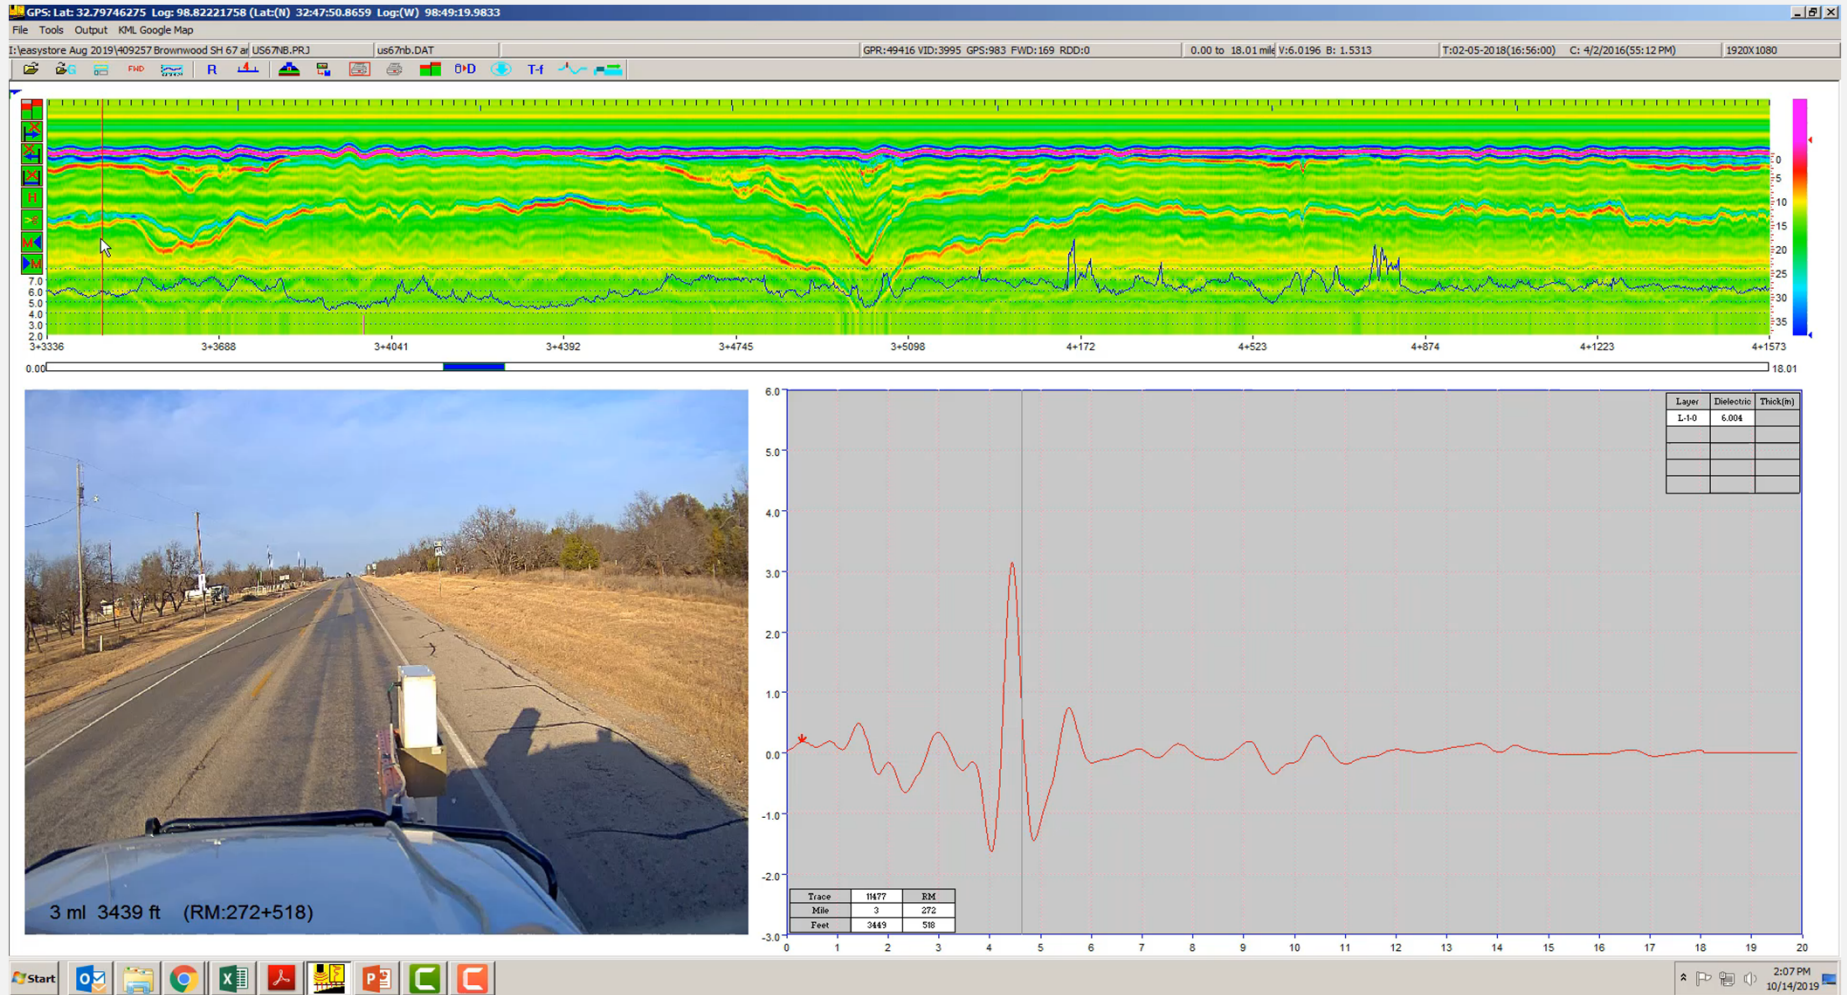 GPS: Lat: 32.79746275 Log: 98.82221758 (Lat:(N) 32:47:50.8659 Log:(W) 98:49:19.9833
File Tools Output KML Google Map
I:\easystore Aug 2019\409257 Brownwood SH 67 ar US67NB.PRJ us67nb.DAT GPR:49416 VID:3995 GPS:983 FWD:169 RDD:0 0.00 to 18.01 mile V:6.0196 B: 1.5313 T:02-05-2018(16:56:00) C: 4/2/2016(55:12 PM) 1920X1080
G FWD R 0 D T-f
H
>ε
M
M
0
5
10
15
20
25
30
35
7.0
6.0
5.0
4.0
3.0
2.0
3+3336 3+3688 3+4041 3+4392 3+4745 3+5098 4+172 4+523 4+874 4+1223 4+1573
0.00 18.01
3 ml 3439 ft (RM:272+518)
6.0
5.0
4.0
3.0
2.0
1.0
0.0
-1.0
-2.0
-3.0
Layer Dielectric Thick(in)
L-1-0 6.004
Trace 11477 RM
Mile 3 272
Feet 3449 518
0 1 2 3 4 5 6 7 8 9 10 11 12 13 14 15 16 17 18 19 20
Start
2:07 PM
10/14/2019